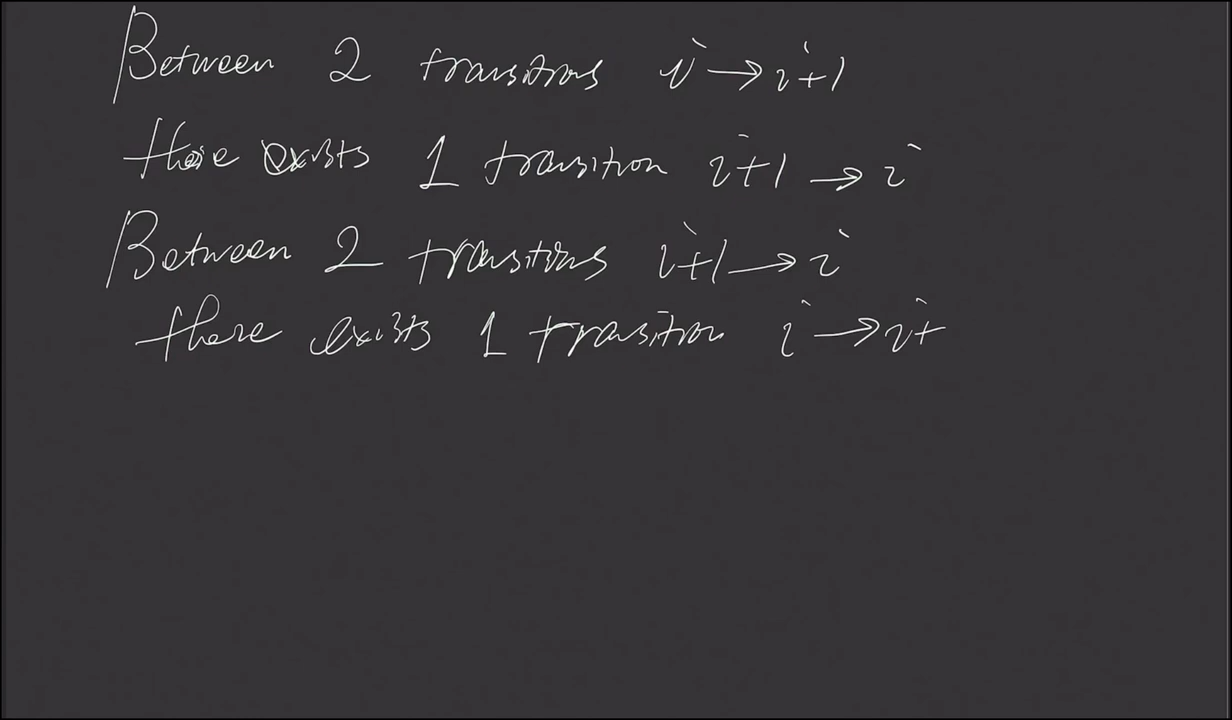 Between 2 transitions i → i+1
there exists 1 transition i+1 → i
Between 2 transitions i+1 → i
there exists 1 transition i → i+